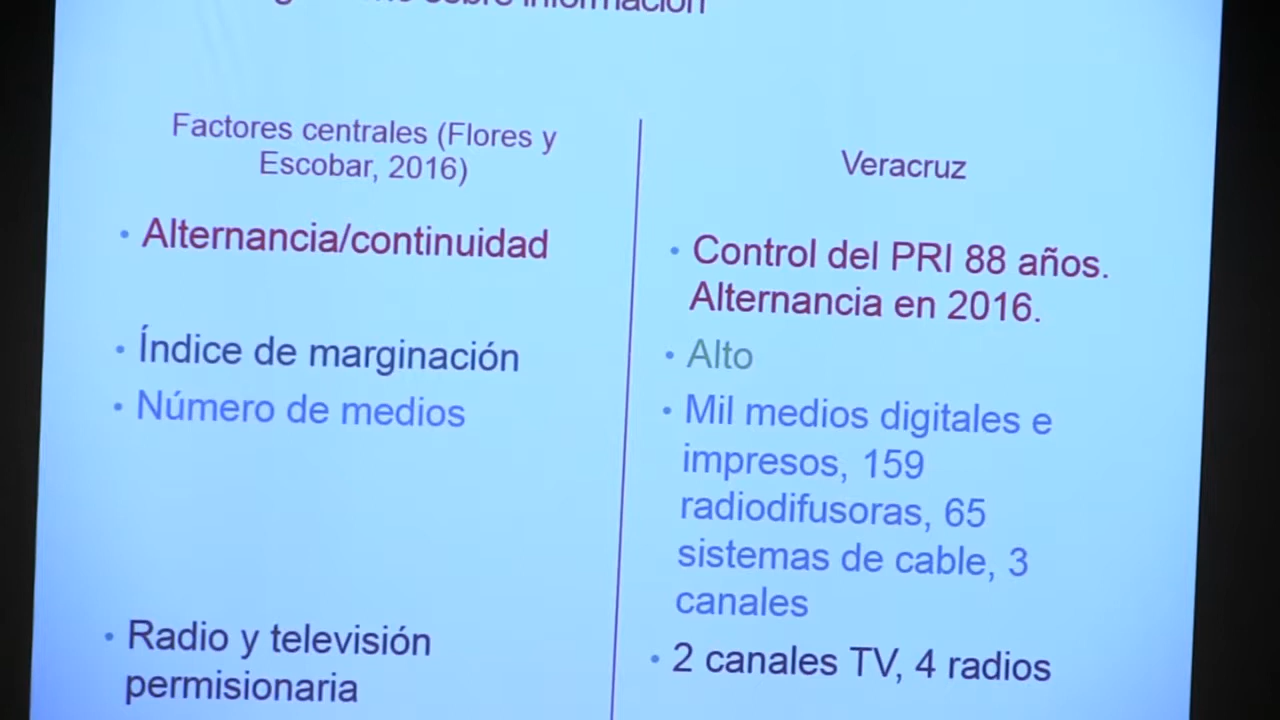 sobre información
Factores centrales (Flores y
Escobar, 2016)
• Alternancia/continuidad
• Índice de marginación
• Número de medios
• Radio y televisión
permisionaria
Veracruz
• Control del PRI 88 años.
Alternancia en 2016.
• Alto
• Mil medios digitales e
impresos, 159
radiodifusoras, 65
sistemas de cable, 3
canales
• 2 canales TV, 4 radios